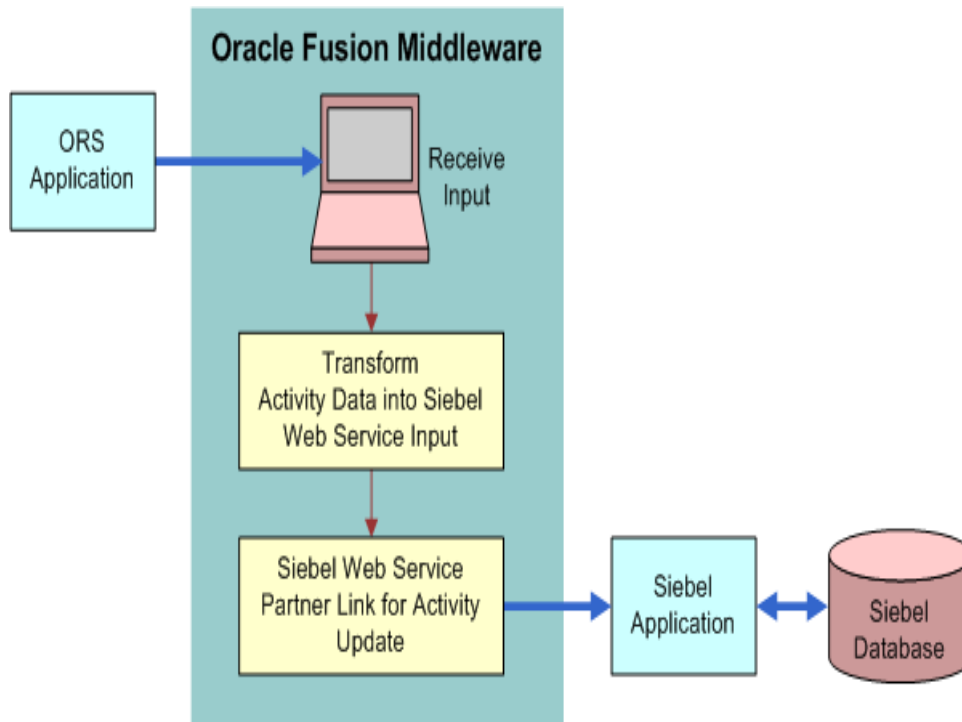 Oracle Fusion Middleware
ORS
Application
Receive
Input
Transform
Activity Data into Siebel
Web Service Input
Siebel Web Service
Partner Link for Activity
Update
Siebel
Application
Siebel
Database